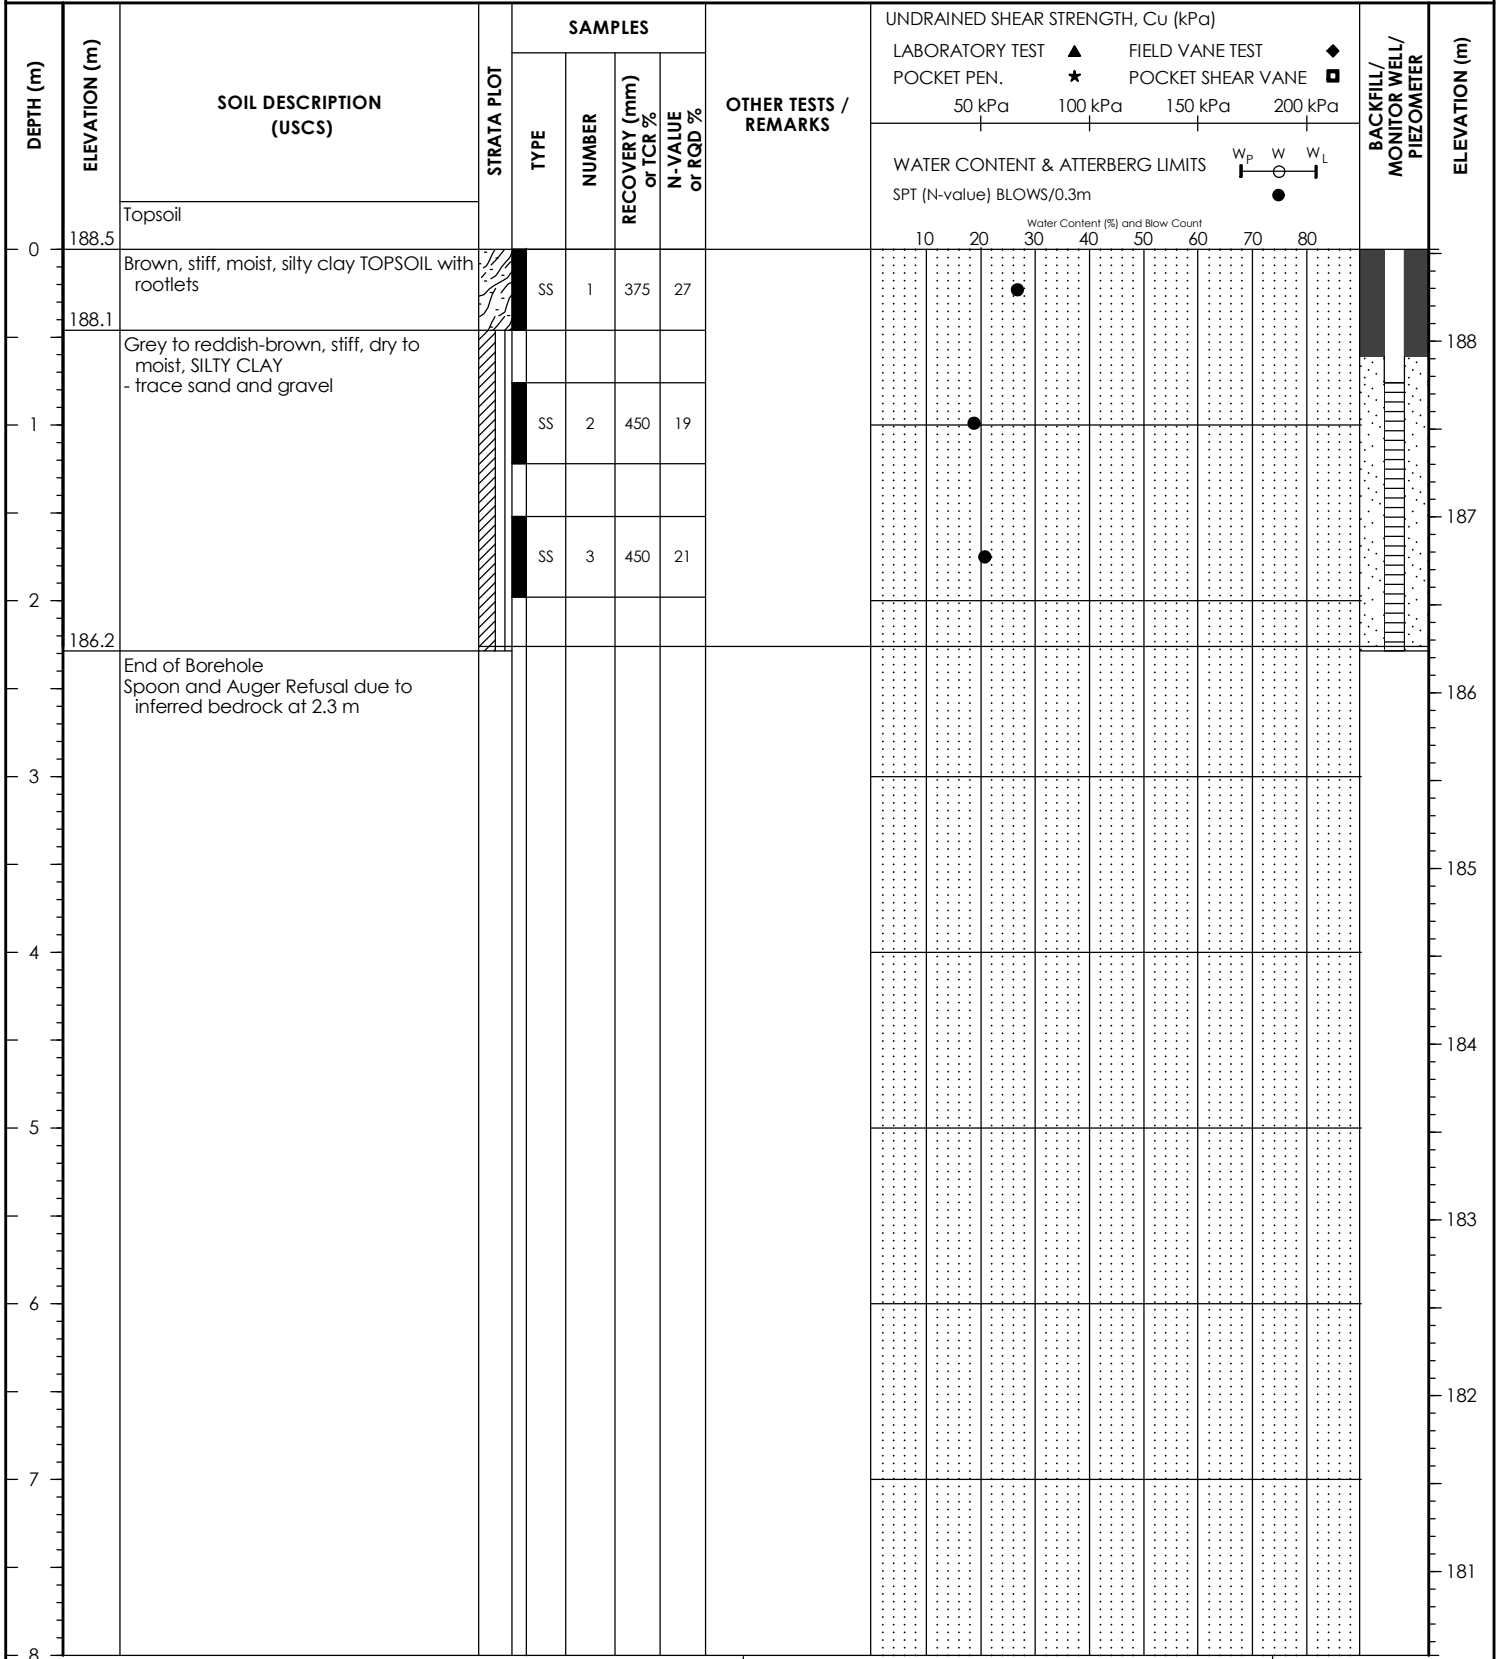 DEPTH (m)
ELEVATION (m)
SOIL DESCRIPTION
(USCS)
STRATA PLOT
SAMPLES
TYPE
NUMBER
RECOVERY (mm)
or TCR %
N-VALUE
or RQD %
OTHER TESTS /
REMARKS
UNDRAINED SHEAR STRENGTH, Cu (kPa)
LABORATORY TEST ▲ FIELD VANE TEST ◆
POCKET PEN. ★ POCKET SHEAR VANE
50 kPa 100 kPa 150 kPa 200 kPa
WATER CONTENT & ATTERBERG LIMITS WP W WL
SPT (N-value) BLOWS/0.3m ●
Water Content (%) and Blow Count
10 20 30 40 50 60 70 80
BACKFILL/
MONITOR WELL/
PIEZOMETER
ELEVATION (m)
Topsoil
0
188.5
Brown, stiff, moist, silty clay TOPSOIL with
rootlets
SS 1 375 27
188.1
Grey to reddish-brown, stiff, dry to
moist, SILTY CLAY
- trace sand and gravel
188
1
SS 2 450 19
187
SS 3 450 21
2
186.2
End of Borehole
Spoon and Auger Refusal due to
inferred bedrock at 2.3 m
186
3
185
4
184
5
183
6
182
7
181
8